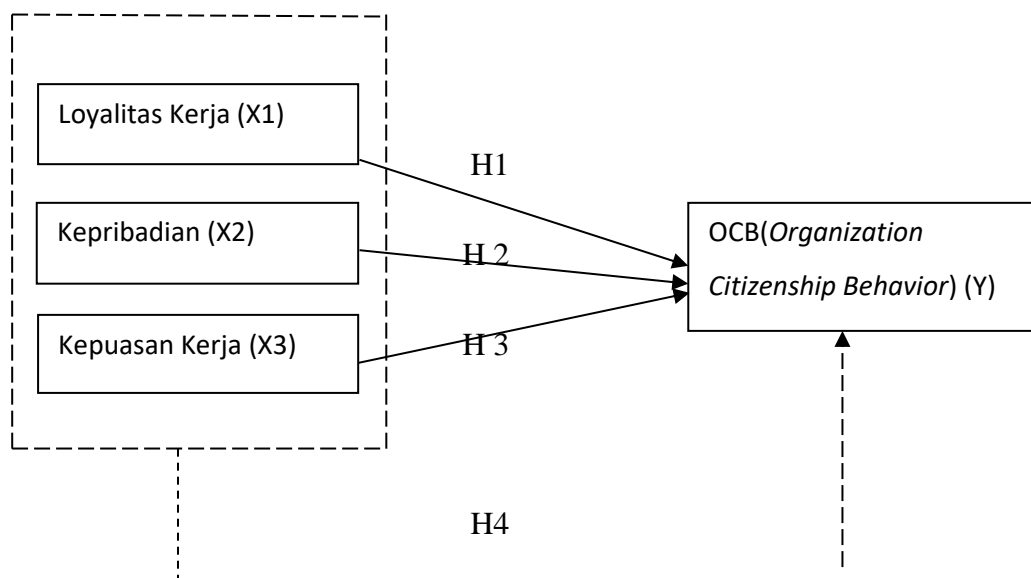 Loyalitas Kerja (X1)
H1
Kepribadian (X2)
H 2
OCB(Organization
Citizenship Behavior) (Y)
Kepuasan Kerja (X3)
H 3
H4